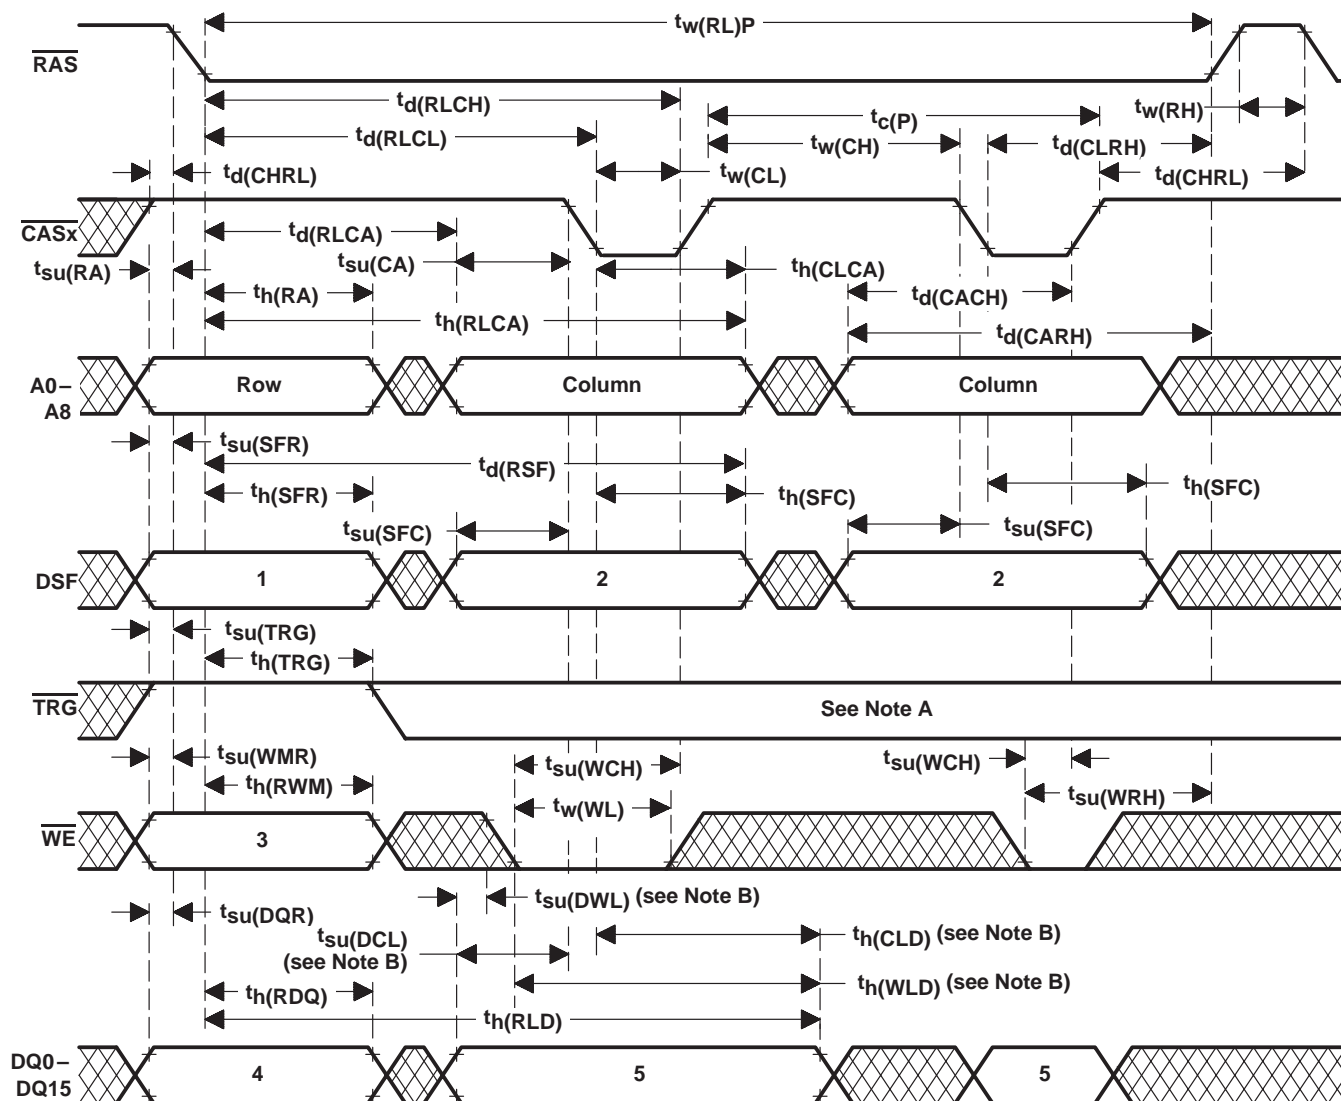 tw(RL)P
RAS
td(RLCH)
tc(P)
tw(RH)
td(RLCL)
tw(CH)
td(CLRH)
td(CHRL)
tw(CL)
td(CHRL)
CASx
td(RLCA)
tsu(RA)
tsu(CA)
th(CLCA)
th(RA)
td(CACH)
th(RLCA)
td(CARH)
A0–
A8
Row
Column
Column
tsu(SFR)
td(RSF)
th(SFR)
th(SFC)
th(SFC)
tsu(SFC)
tsu(SFC)
DSF
1
2
2
tsu(TRG)
th(TRG)
TRG
See Note A
tsu(WMR)
tsu(WCH)
tsu(WCH)
th(RWM)
tw(WL)
tsu(WRH)
WE
3
tsu(DWL) (see Note B)
tsu(DQR)
tsu(DCL)
(see Note B)
th(CLD) (see Note B)
th(RDQ)
th(WLD) (see Note B)
th(RLD)
DQ0–
DQ15
4
5
5